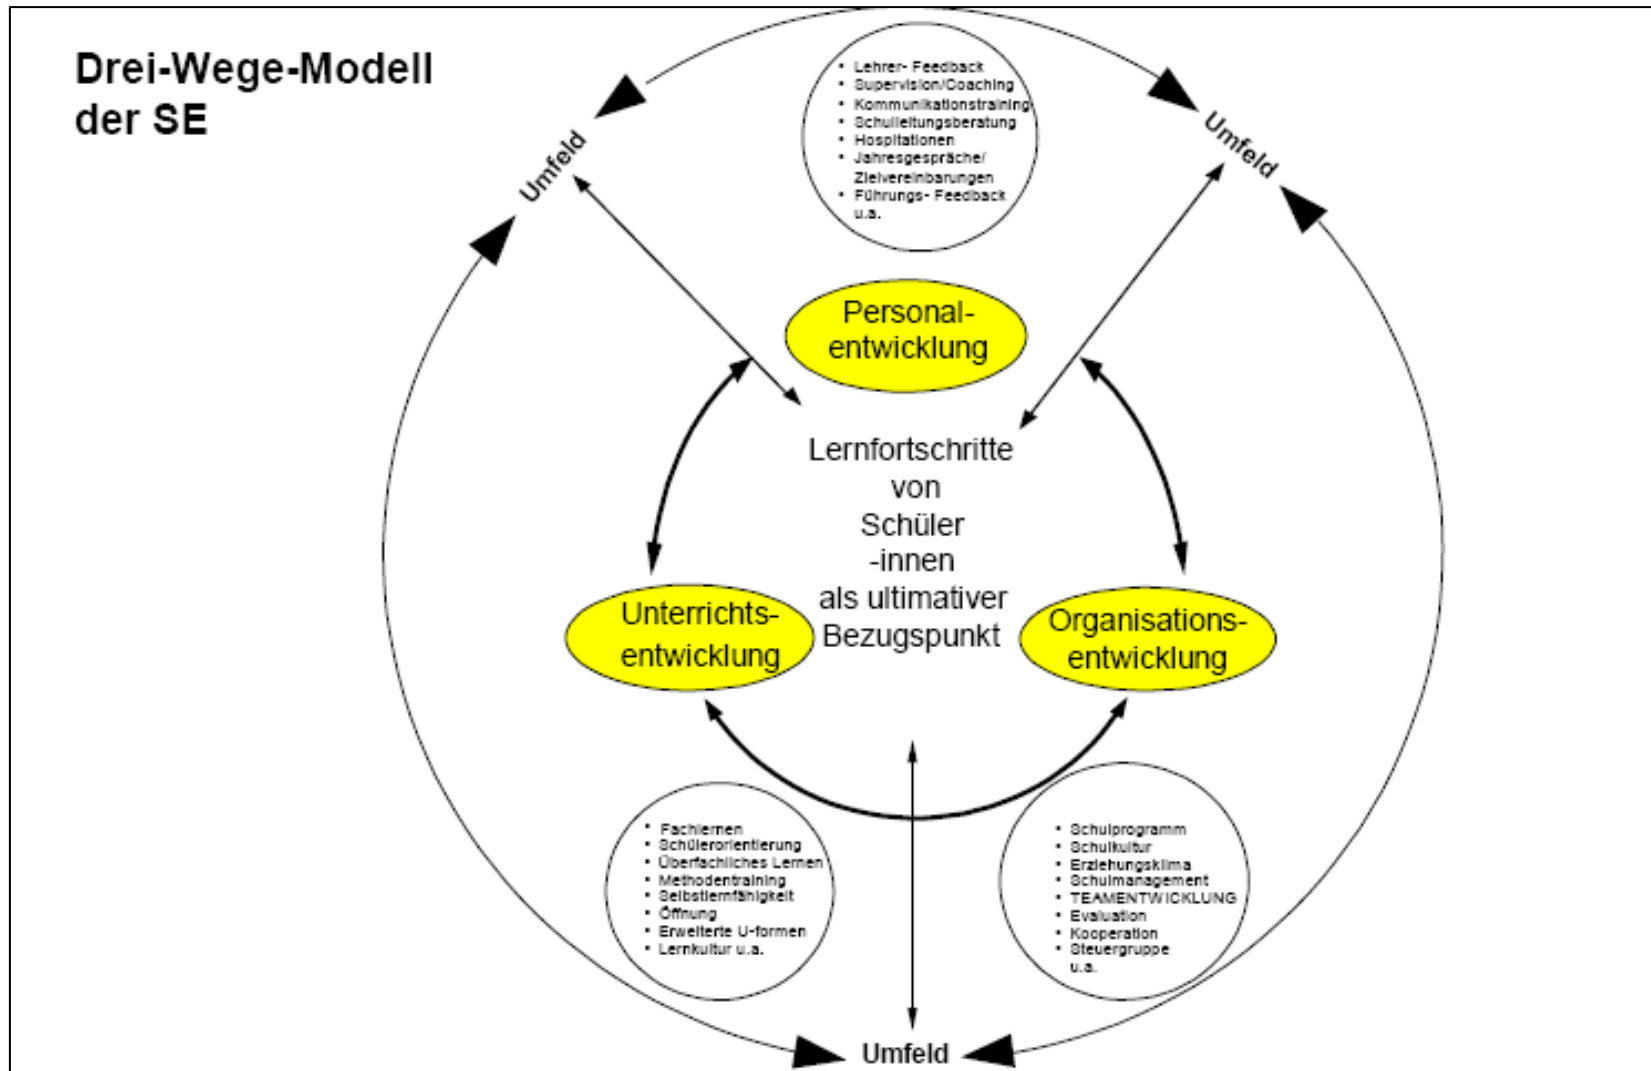 Drei-Wege-Modell
der SE
▪ Lehrer- Feedback
▪ Supervision/Coaching
▪ Kommunikationstraining
▪ Schulleitungsberatung
▪ Hospitationen
▪ Jahresgespräche/
Zielvereinbarungen
▪ Führungs- Feedback
u.a.
Umfeld
Umfeld
Personal-
entwicklung
Lernfortschritte
von
Schüler
-innen
als ultimativer
Bezugspunkt
Unterrichts-
entwicklung
Organisations-
entwicklung
▪ Fachlernen
▪ Schülerorientierung
▪ Überfachliches Lernen
▪ Methodentraining
▪ Selbstlernfähigkeit
▪ Öffnung
▪ Erweiterte U-formen
▪ Lernkultur u.a.
▪ Schulprogramm
▪ Schulkultur
▪ Erziehungsklima
▪ Schulmanagement
▪ TEAMENTWICKLUNG
▪ Evaluation
▪ Kooperation
▪ Steuergruppe
u.a.
Umfeld